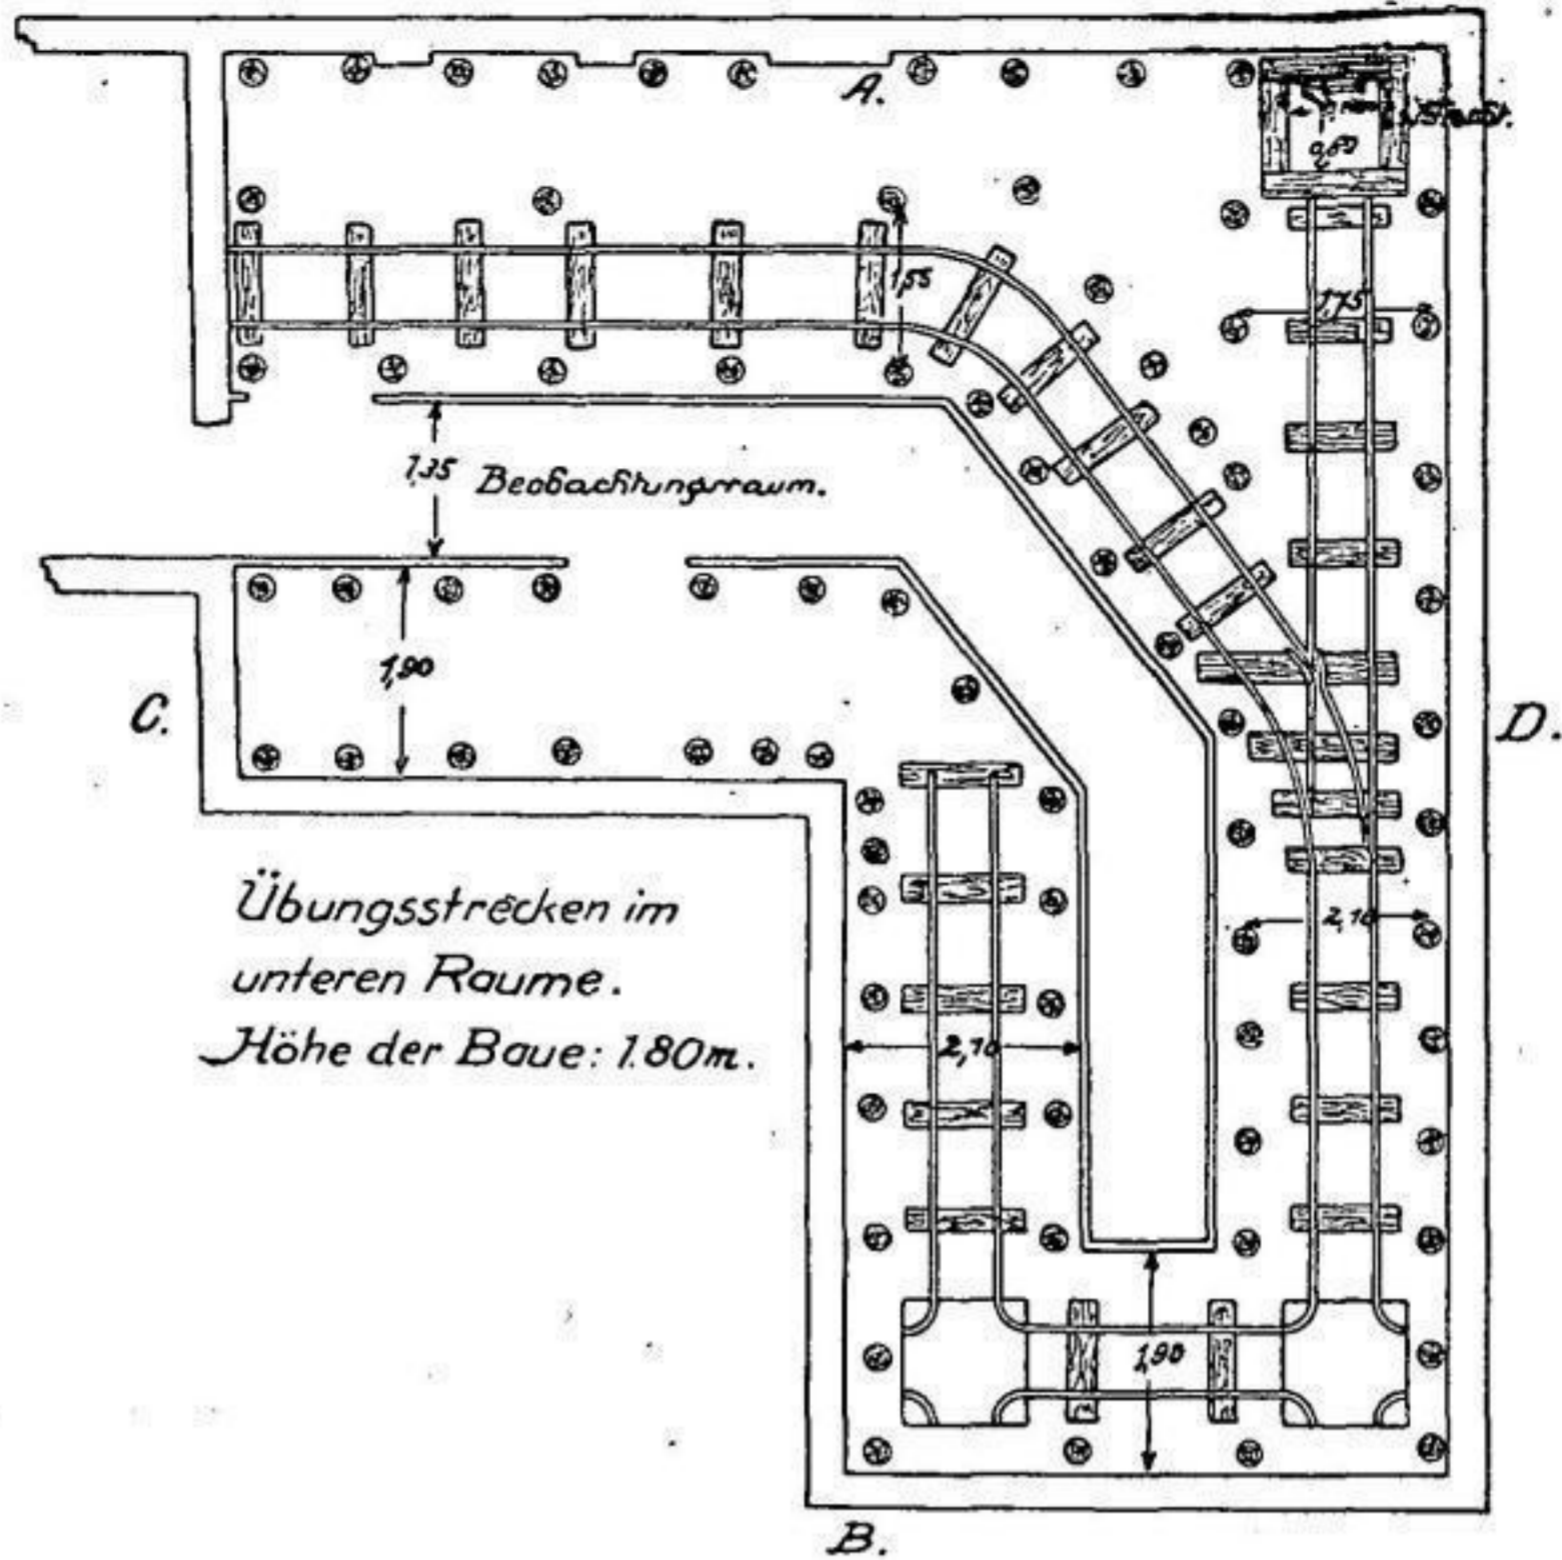 A.
0,80
1,55
1,75
1,35 Beobachtungsraum.
1,90
C.
D.
Übungsstrecken im
unteren Raume.
Höhe der Baue: 1.80m.
2,10
2,10
1,90
B.